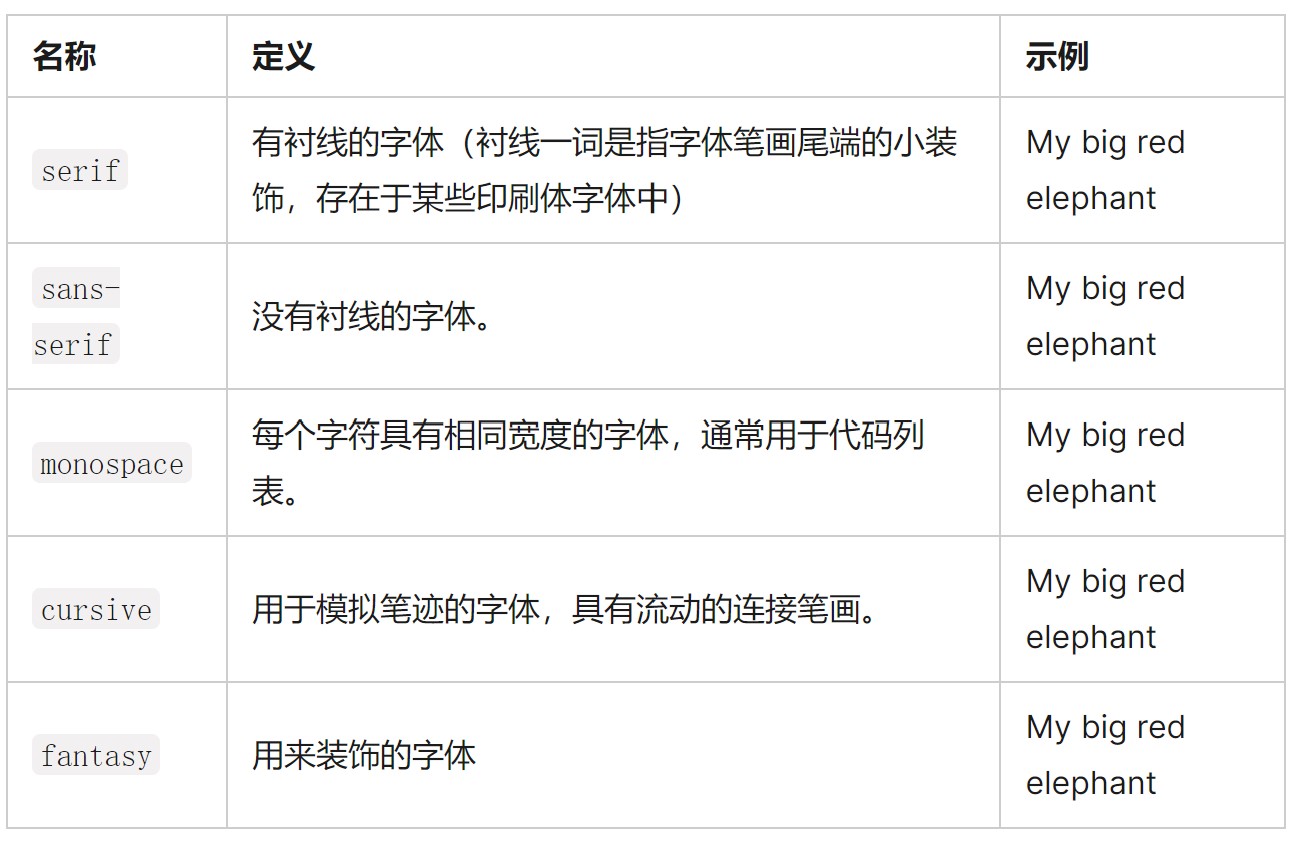 名称
定义
示例
serif
有衬线的字体（衬线一词是指字体笔画尾端的小装
饰，存在于某些印刷体字体中）
My big red
elephant
sans-
serif
没有衬线的字体。
My big red
elephant
monospace
每个字符具有相同宽度的字体，通常用于代码列
表。
My big red
elephant
cursive
用于模拟笔迹的字体，具有流动的连接笔画。
My big red
elephant
fantasy
用来装饰的字体
My big red
elephant